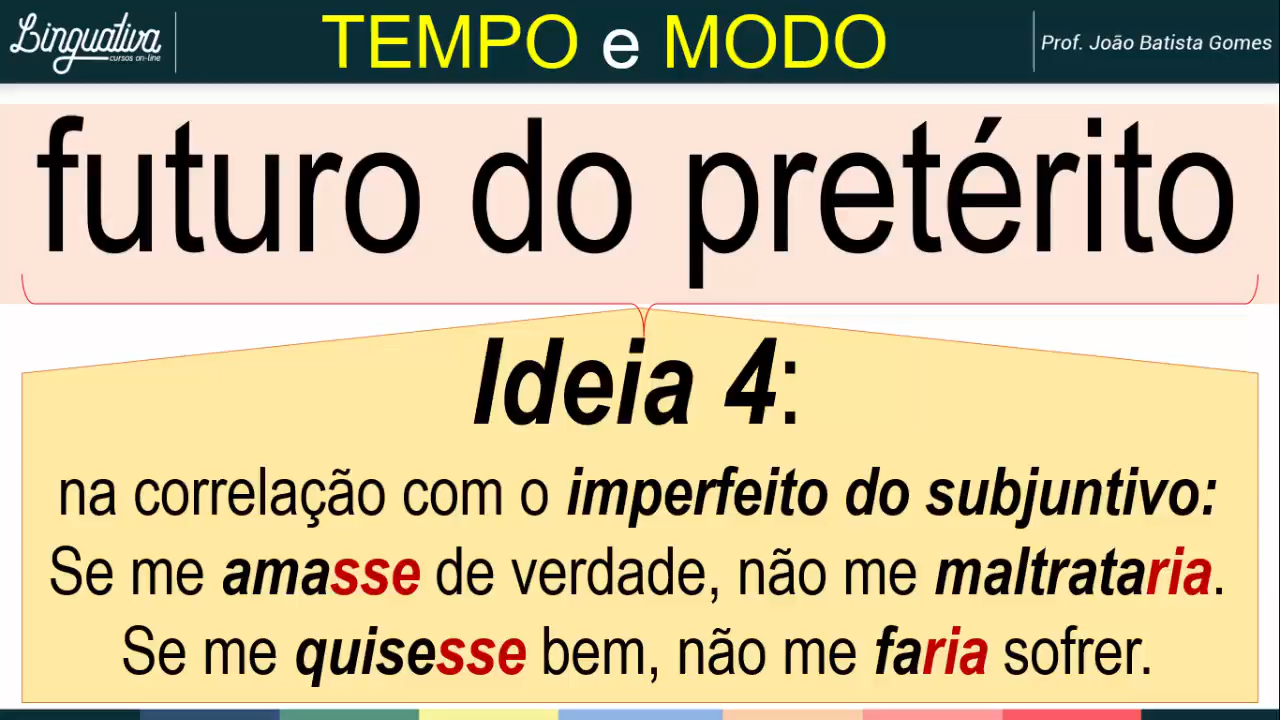 Linguativa
cursos on-line
TEMPO e MODO
Prof. João Batista Gomes
futuro do pretérito
Ideia 4:
na correlação com o imperfeito do subjuntivo:
Se me amasse de verdade, não me maltrataria.
Se me quisesse bem, não me faria sofrer.